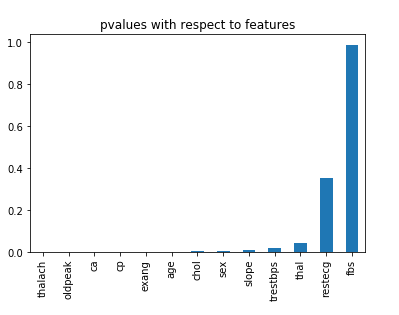 pvalues with respect to features
1.0
0.8
0.6
0.4
0.2
0.0
thalach
oldpeak
ca
cp
exang
age
chol
sex
slope
trestbps
thal
restecg
fbs